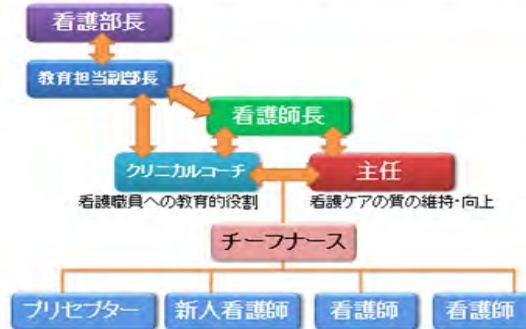 看護部長
教育担当副部長
看護師長
クリニカルコーチ
主任
看護職員への教育的役割
看護ケアの質の維持・向上
チーフナース
プリセプター
新人看護師
看護師
看護師